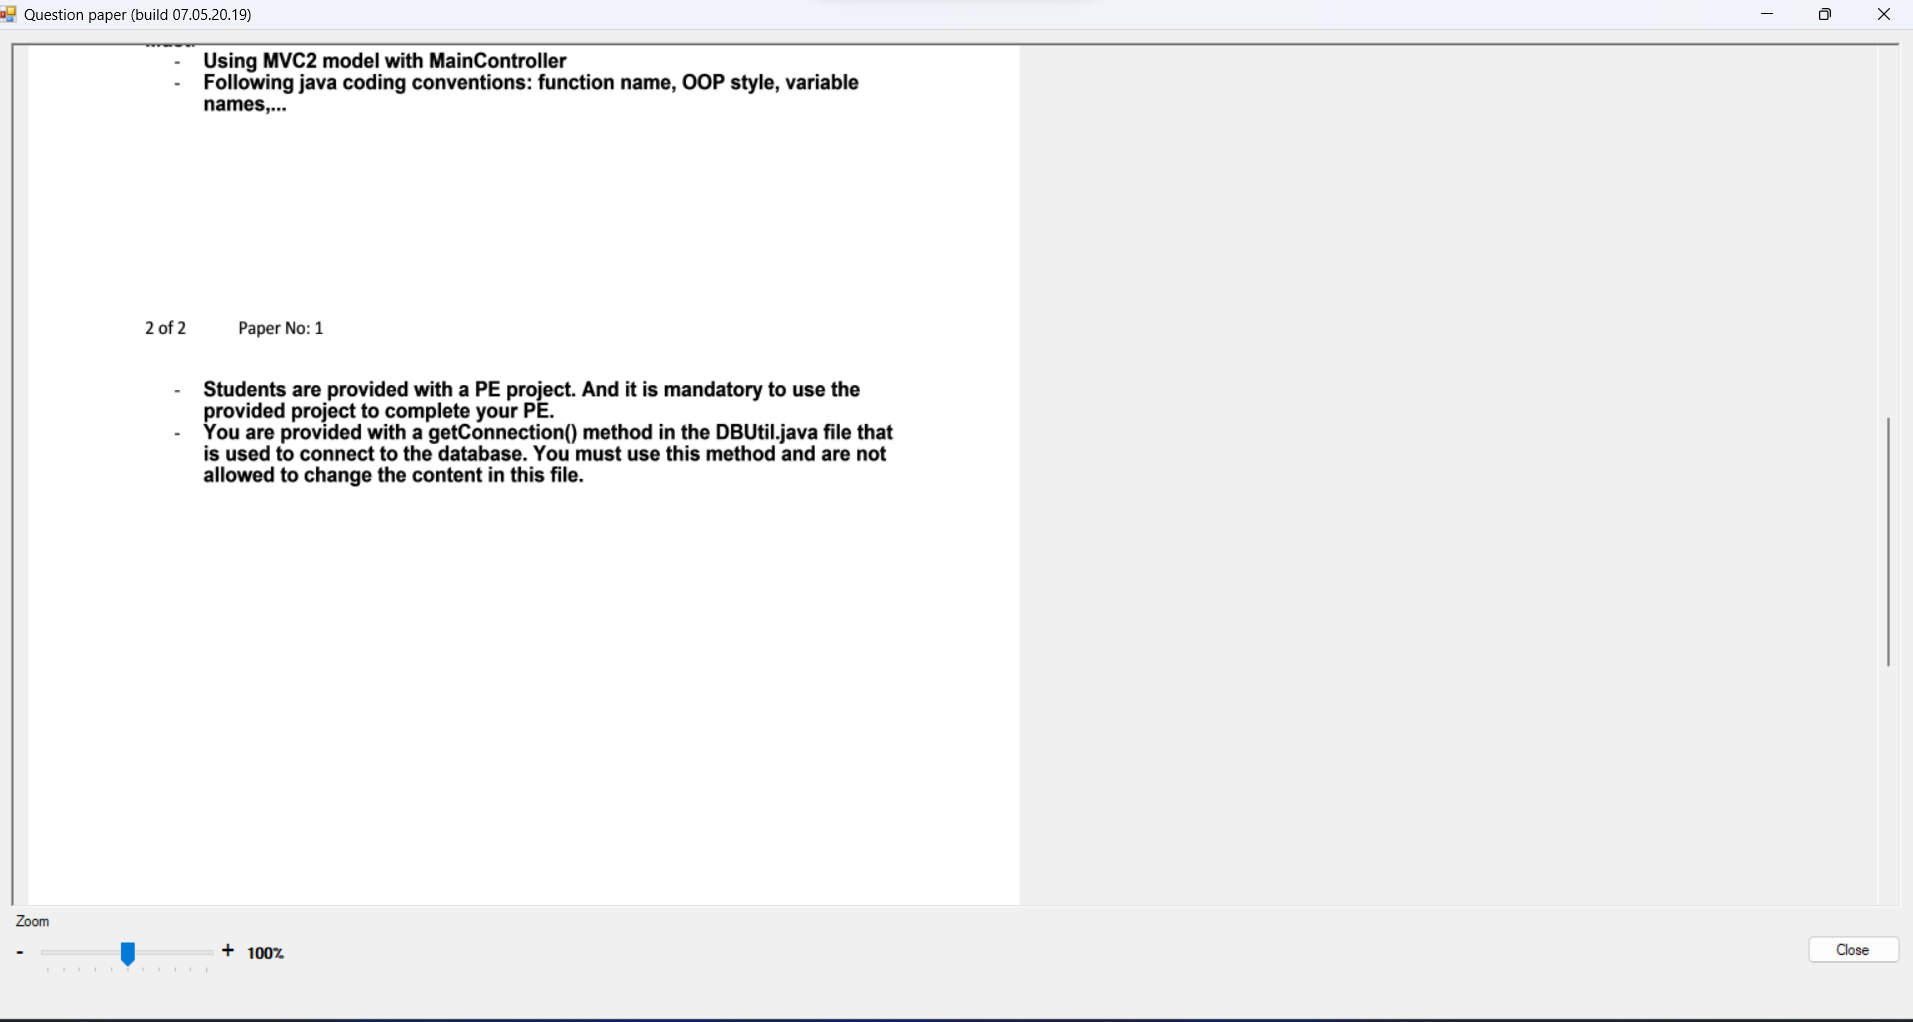 Question paper (build 07.05.20.19)
- Using MVC2 model with MainController
- Following java coding conventions: function name, OOP style, variable
names,...
2 of 2 Paper No: 1
- Students are provided with a PE project. And it is mandatory to use the
provided project to complete your PE.
- You are provided with a getConnection() method in the DBUtil.java file that
is used to connect to the database. You must use this method and are not
allowed to change the content in this file.
Zoom
- + 100%
Close